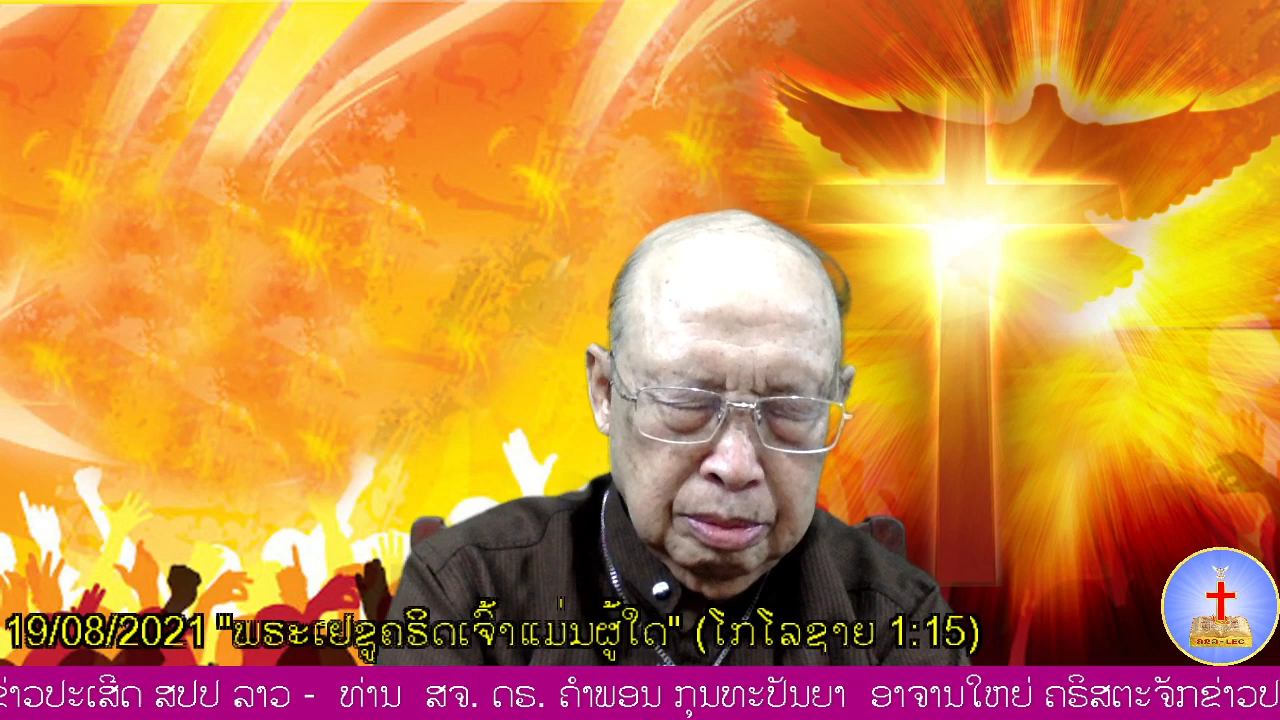 19/08/2021 "ພຣະເຢຊູຄຣິດເຈົ້າແມ່ນຜູ້ໃດ" (ໂກໂລຊາຍ 1:15)
ຂ່າວປະເສີດ ສປປ ລາວ - ທ່ານ ສຈ. ດຣ. ຄຳພອນ ກຸນທະປັນຍາ ອາຈານໃຫຍ່ ຄຣິສຕະຈັກຂ່າວປ
ຄຂລ-LEC